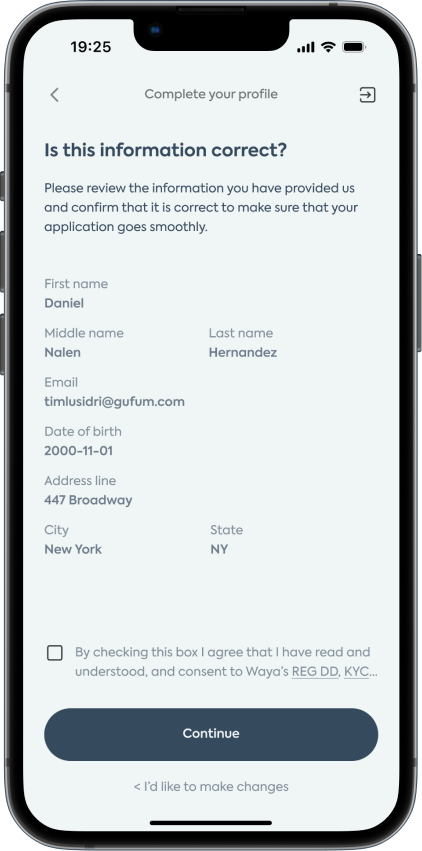 19:25
Complete your profile
Is this information correct?
Please review the information you have provided us
and confirm that it is correct to make sure that your
application goes smoothly.
First name
Daniel
Middle name Last name
Nalen Hernandez
Email
timlusidri@gufum.com
Date of birth
2000-11-01
Address line
447 Broadway
City State
New York NY
By checking this box I agree that I have read and
understood, and consent to Waya’s REG DD, KYC...
Continue
< I’d like to make changes